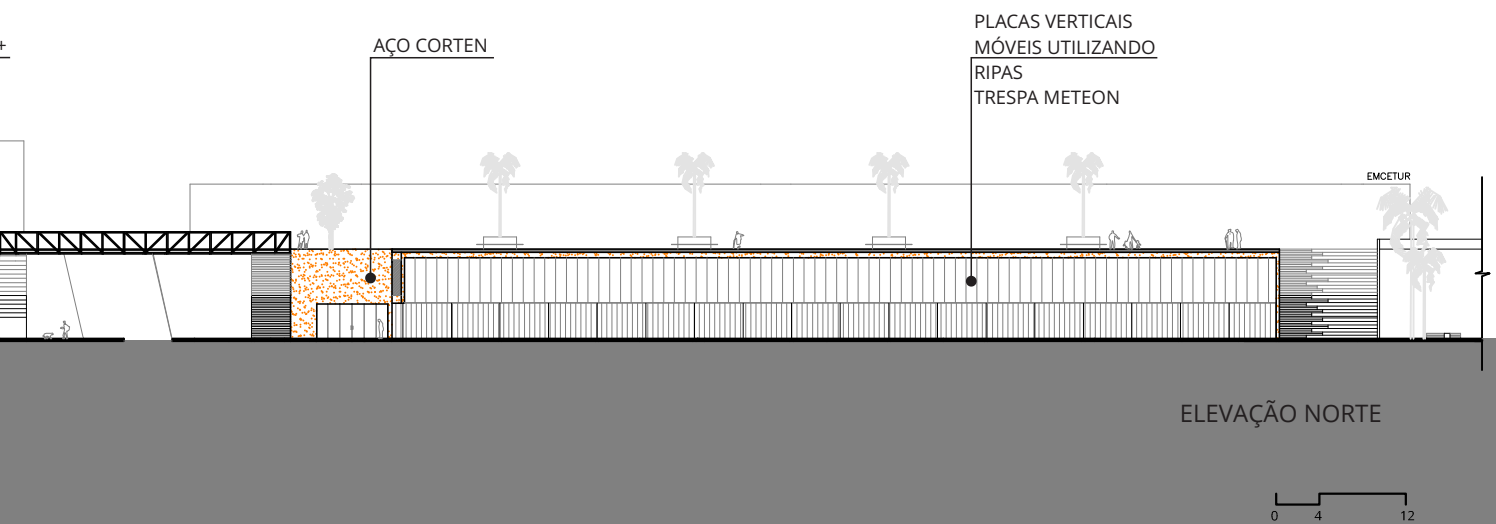 +
AÇO CORTEN
PLACAS VERTICAIS
MÓVEIS UTILIZANDO
RIPAS
TRESPA METEON
EMCETUR
ELEVAÇÃO NORTE
0 4 12